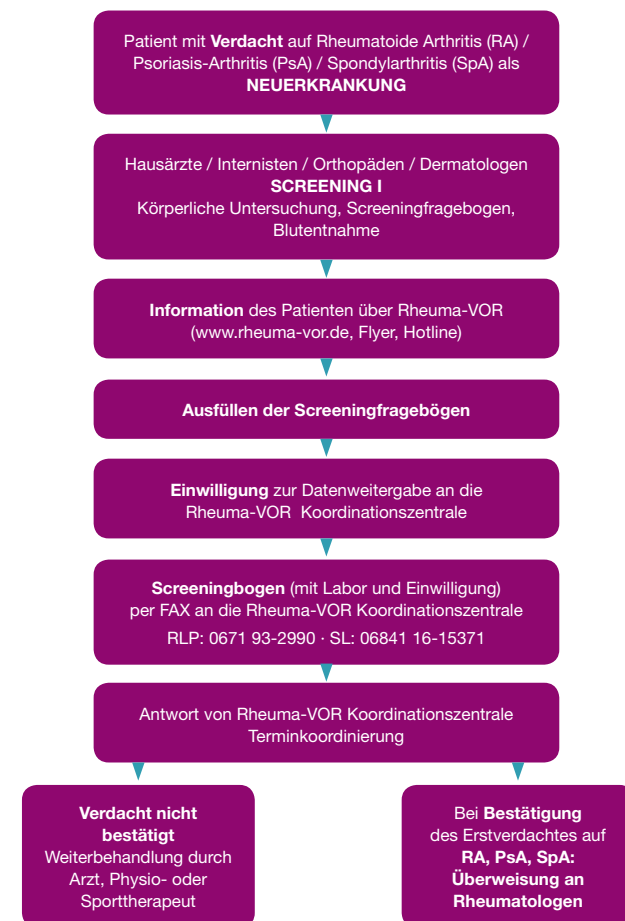 Patient mit Verdacht auf Rheumatoide Arthritis (RA) /
Psoriasis-Arthritis (PsA) / Spondylarthritis (SpA) als
NEUERKRANKUNG
Hausärzte / Internisten / Orthopäden / Dermatologen
SCREENING I
Körperliche Untersuchung, Screeningfragebogen,
Blutentnahme
Information des Patienten über Rheuma-VOR
(www.rheuma-vor.de, Flyer, Hotline)
Ausfüllen der Screeningfragebögen
Einwilligung zur Datenweitergabe an die
Rheuma-VOR Koordinationszentrale
Screeningbogen (mit Labor und Einwilligung)
per FAX an die Rheuma-VOR Koordinationszentrale
RLP: 0671 93-2990 · SL: 06841 16-15371
Antwort von Rheuma-VOR Koordinationszentrale
Terminkoordinierung
Verdacht nicht
bestätigt
Weiterbehandlung durch
Arzt, Physio- oder
Sporttherapeut
Bei Bestätigung
des Erstverdachtes auf
RA, PsA, SpA:
Überweisung an
Rheumatologen